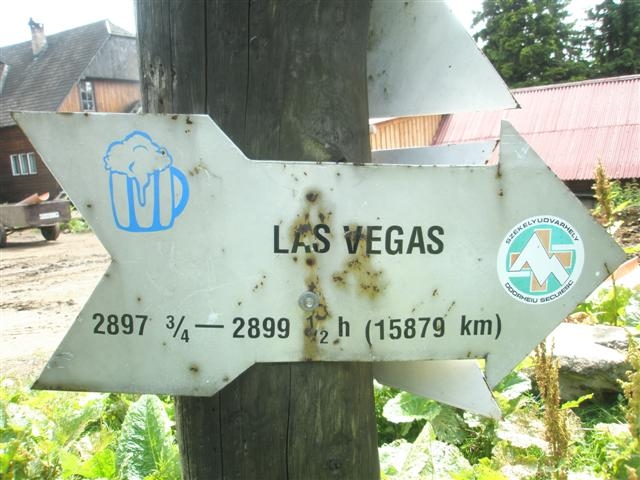 LAS VEGAS
2897 3/4 — 2899 1/2 h (15879 km)
SZÉKELYUDVARHELY
ODORHEIU SECUIESC